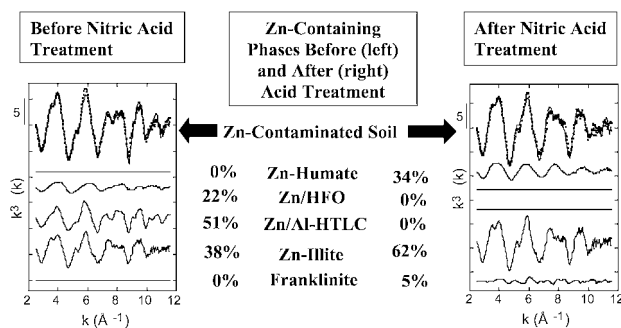 Before Nitric Acid
Treatment
Zn-Containing
Phases Before (left)
and After (right)
Acid Treatment
After Nitric Acid
Treatment
Zn-Contaminated Soil
5
5
0% Zn-Humate 34%
22% Zn/HFO 0%
51% Zn/Al-HTLC 0%
38% Zn-Illite 62%
0% Franklinite 5%
k³ (k)
k³ (k)
2 4 6 8 10 12
k (Å⁻¹)
2 4 6 8 10 12
k (Å⁻¹)